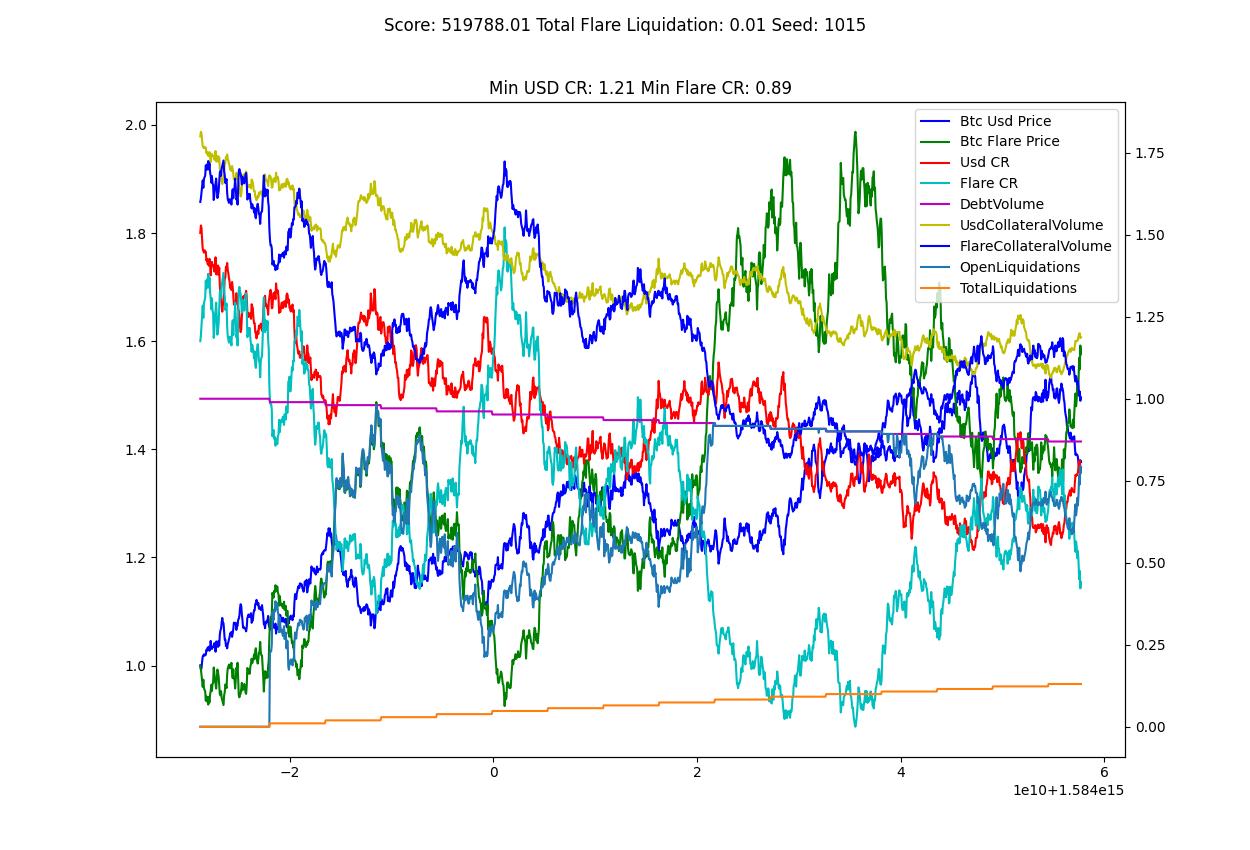 Score: 519788.01 Total Flare Liquidation: 0.01 Seed: 1015
Min USD CR: 1.21 Min Flare CR: 0.89
2.0
1.8
1.6
1.4
1.2
1.0
1.75
1.50
1.25
1.00
0.75
0.50
0.25
0.00
Btc Usd Price
Btc Flare Price
Usd CR
Flare CR
DebtVolume
UsdCollateralVolume
FlareCollateralVolume
OpenLiquidations
TotalLiquidations
−2 0 2 4 6
1e10+1.584e15